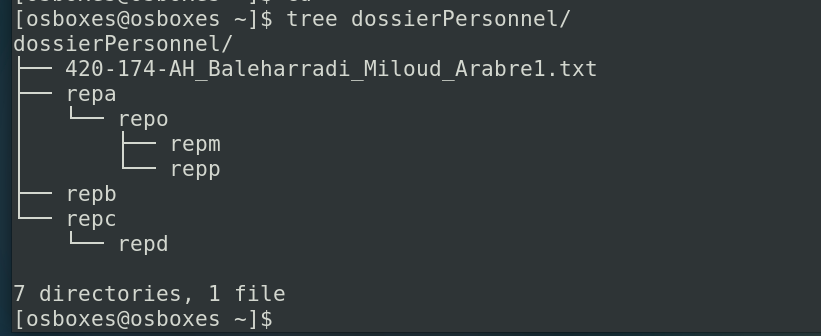 [osboxes@osboxes ~]$ tree dossierPersonnel/
dossierPersonnel/
├── 420-174-AH_Baleharradi_Miloud_Arabre1.txt
├── repa
│   └── repo
│       ├── repm
│       └── repp
├── repb
└── repc
    └── repd

7 directories, 1 file
[osboxes@osboxes ~]$